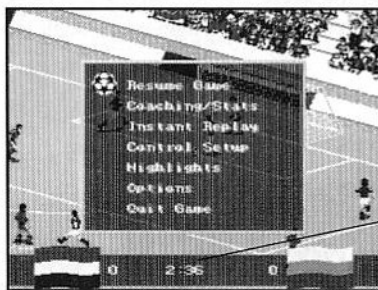 Resume Game
Coaching/Stats
Instant Replay
Control Setup
Highlights
Options
Quit Game
0 2:36 0